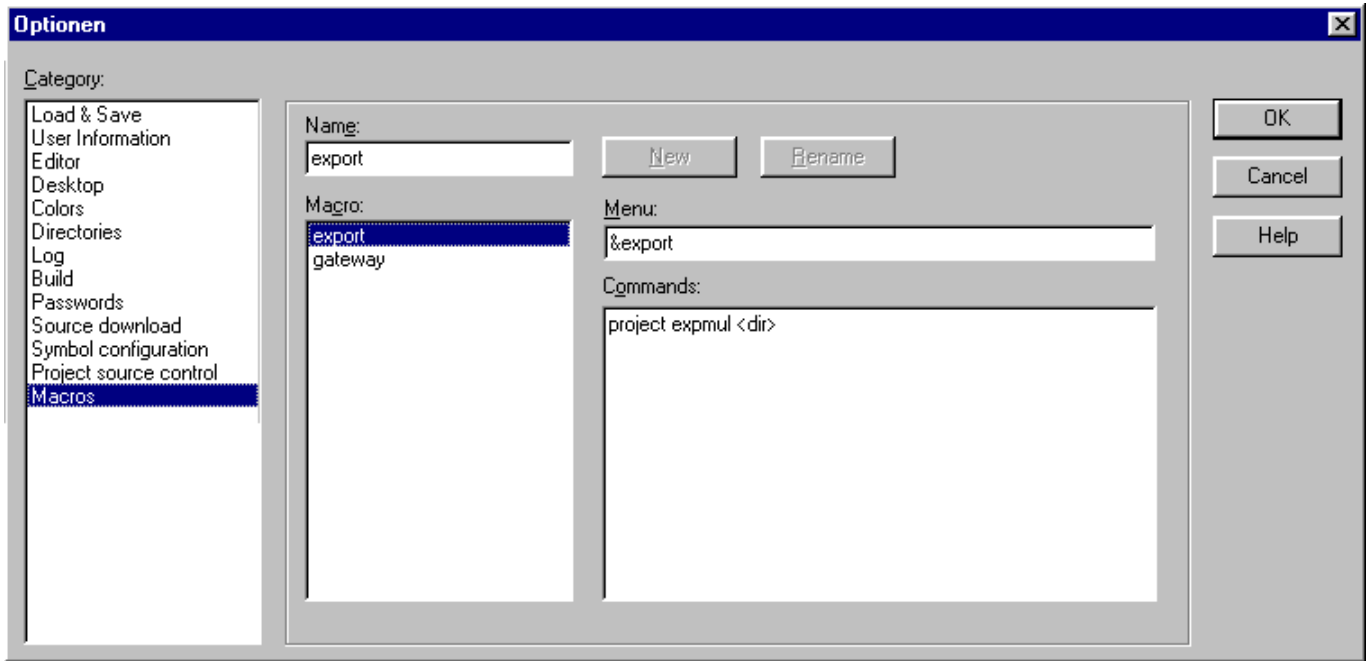 Optionen
Category:
Load & Save
User Information
Editor
Desktop
Colors
Directories
Log
Build
Passwords
Source download
Symbol configuration
Project source control
Macros
Name:
export
New
Rename
Macro:
export
gateway
Menu:
&export
Commands:
project expmul <dir>
OK
Cancel
Help